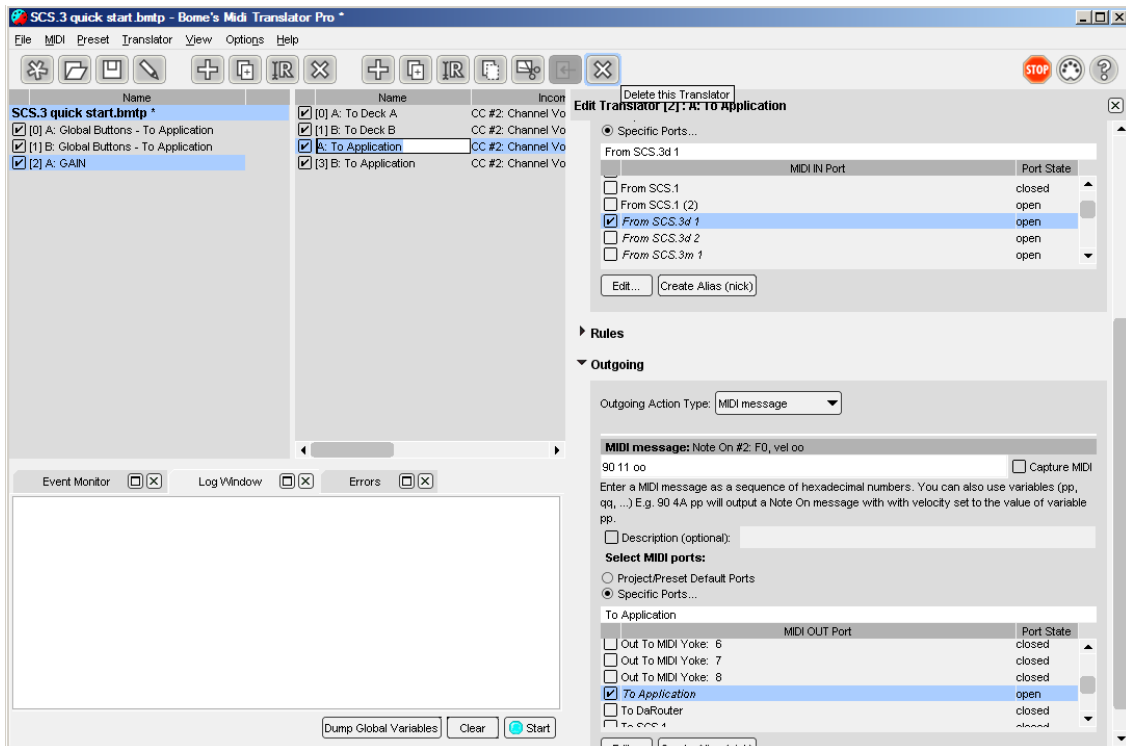 SCS.3 quick start.bmtp - Bome's Midi Translator Pro *
File MIDI Preset Translator View Options Help
STOP
Delete this Translator
Name
SCS.3 quick start.bmtp *
[0] A: Global Buttons - To Application
[1] B: Global Buttons - To Application
[2] A: GAIN
Name Incom
[0] A: To Deck A CC #2: Channel Vo
[1] B: To Deck B CC #2: Channel Vo
A: To Application CC #2: Channel Vo
[3] B: To Application CC #2: Channel Vo
Edit Translator [2] : A: To Application
Specific Ports...
From SCS.3d 1
MIDI IN Port Port State
From SCS.1 closed
From SCS.1 (2) open
From SCS.3d 1 open
From SCS.3d 2 open
From SCS.3m 1 open
Edit... Create Alias (nick)
Rules
Outgoing
Outgoing Action Type: MIDI message
MIDI message: Note On #2: F0, vel oo
90 11 oo Capture MIDI
Enter a MIDI message as a sequence of hexadecimal numbers. You can also use variables (pp,
qq, ...) E.g. 90 4A pp will output a Note On message with with velocity set to the value of variable
pp.
Description (optional):
Select MIDI ports:
Project/Preset Default Ports
Specific Ports...
To Application
MIDI OUT Port Port State
Out To MIDI Yoke: 6 closed
Out To MIDI Yoke: 7 closed
Out To MIDI Yoke: 8 closed
To Application open
To DaRouter closed
To SCS.1 closed
Event Monitor Log Window Errors
Dump Global Variables Clear Start